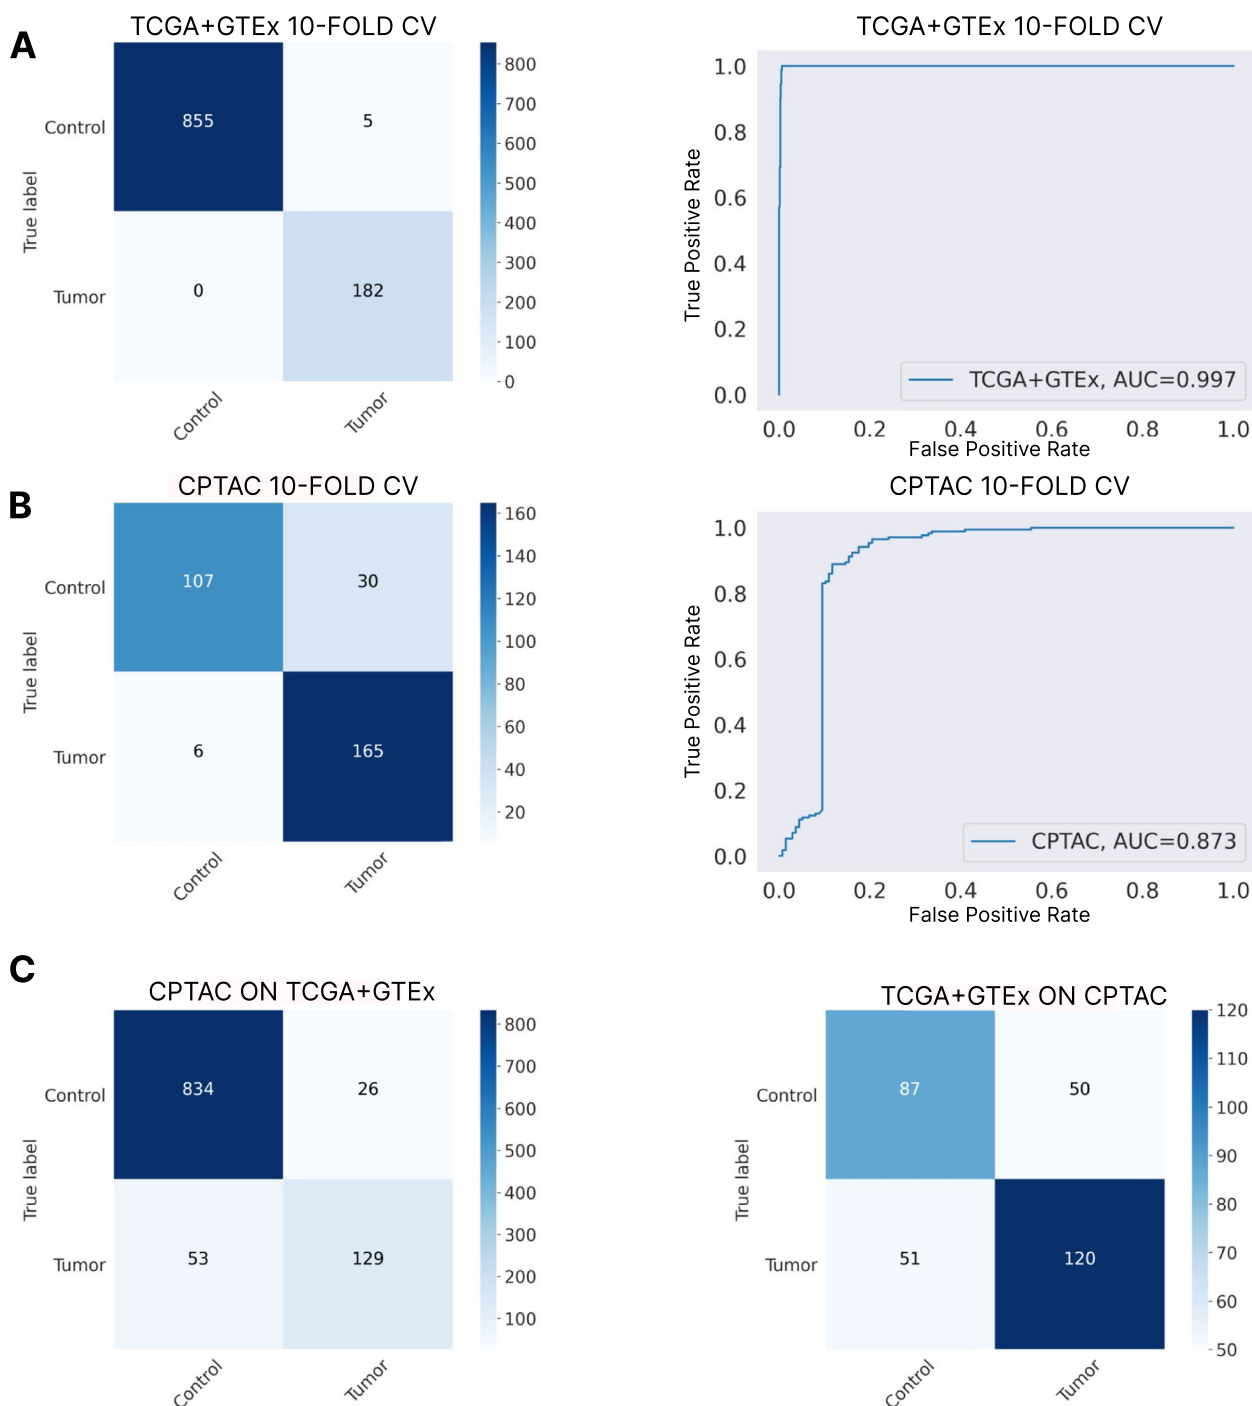 A
TCGA+GTEx 10-FOLD CV
Control
Tumor
True label
855
5
0
182
Control
Tumor
800
700
600
500
400
300
200
100
0
TCGA+GTEx 10-FOLD CV
True Positive Rate
1.0
0.8
0.6
0.4
0.2
0.0
TCGA+GTEx, AUC=0.997
0.0 0.2 0.4 0.6 0.8 1.0
False Positive Rate
B
CPTAC 10-FOLD CV
Control
Tumor
True label
107
30
6
165
Control
Tumor
160
140
120
100
80
60
40
20
CPTAC 10-FOLD CV
True Positive Rate
1.0
0.8
0.6
0.4
0.2
0.0
CPTAC, AUC=0.873
0.0 0.2 0.4 0.6 0.8 1.0
False Positive Rate
C
CPTAC ON TCGA+GTEx
Control
Tumor
True label
834
26
53
129
Control
Tumor
800
700
600
500
400
300
200
100
TCGA+GTEx ON CPTAC
Control
Tumor
True label
87
50
51
120
Control
Tumor
120
110
100
90
80
70
60
50